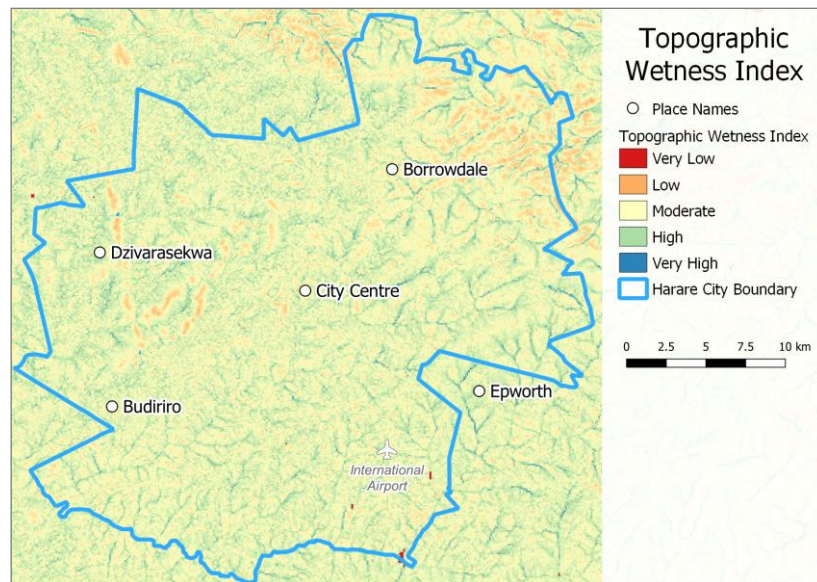 Topographic
Wetness Index
Place Names
Topographic Wetness Index
Very Low
Low
Moderate
High
Very High
Harare City Boundary
0 2.5 5 7.5 10 km
Borrowdale
Dzivarasekwa
City Centre
Epworth
Budiriro
International
Airport